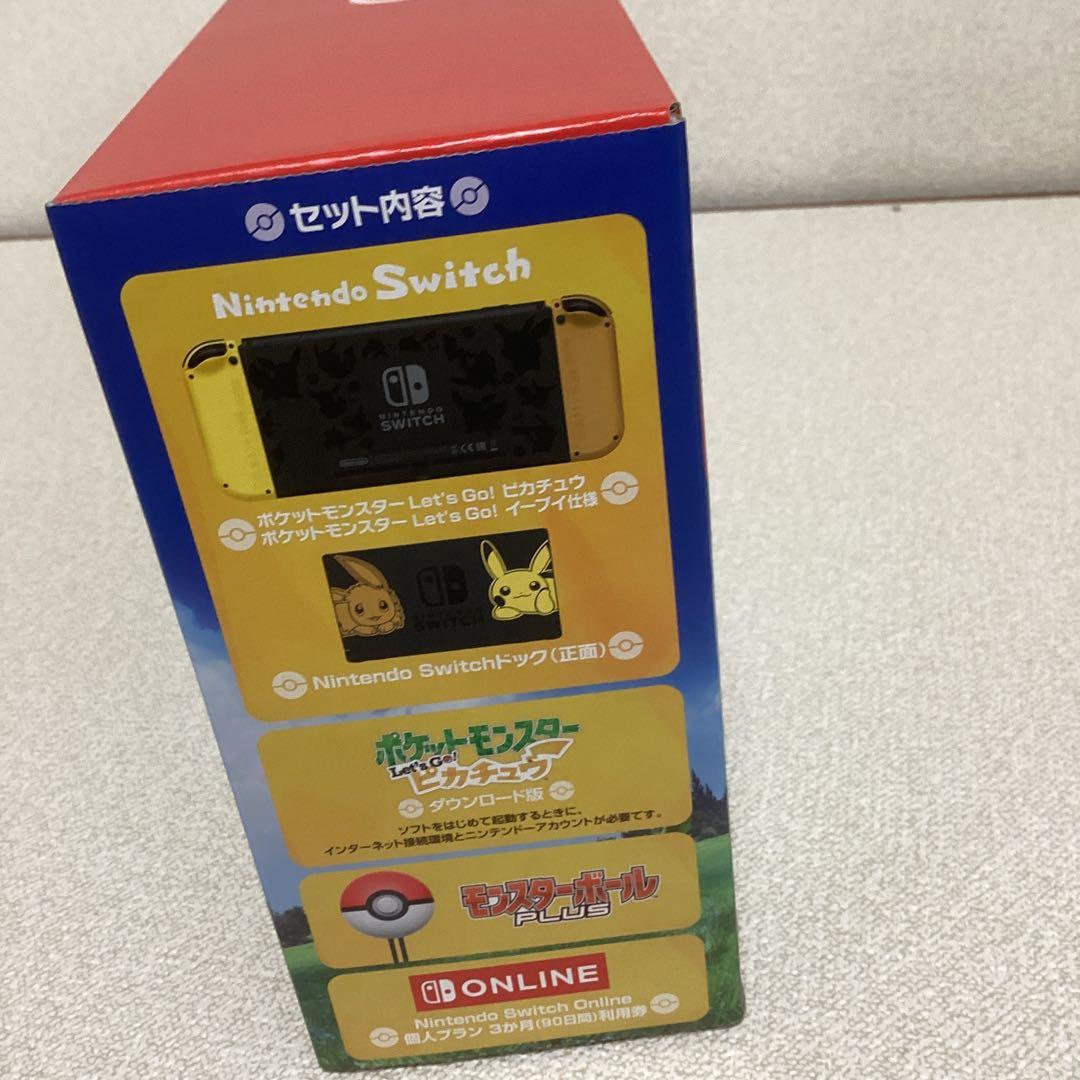 セット内容
Nintendo Switch
NINTENDO
SWITCH
Nintendo
CE
ポケットモンスター Let's Go! ピカチュウ
ポケットモンスター Let's Go! イーブイ仕様
NINTENDO
SWITCH
Nintendo Switchドック(正面)
ポケットモンスター
Let's Go!
ピカチュウ
ダウンロード版
ソフトをはじめて起動するときに、
インターネット接続環境とニンテンドーアカウントが必要です。
モンスターボール
PLUS
ONLINE
Nintendo Switch Online
個人プラン 3か月(90日間)利用券